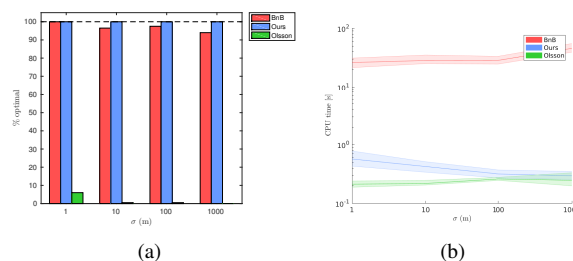 BnB
Ours
Olsson
100
90
80
70
60
50
40
30
20
10
0
% optimal
1 10 100 1000
σ (m)
(a)
BnB
Ours
Olsson
10²
10¹
10⁰
10⁻¹
CPU time [s]
1 10 100 1000
σ (m)
(b)